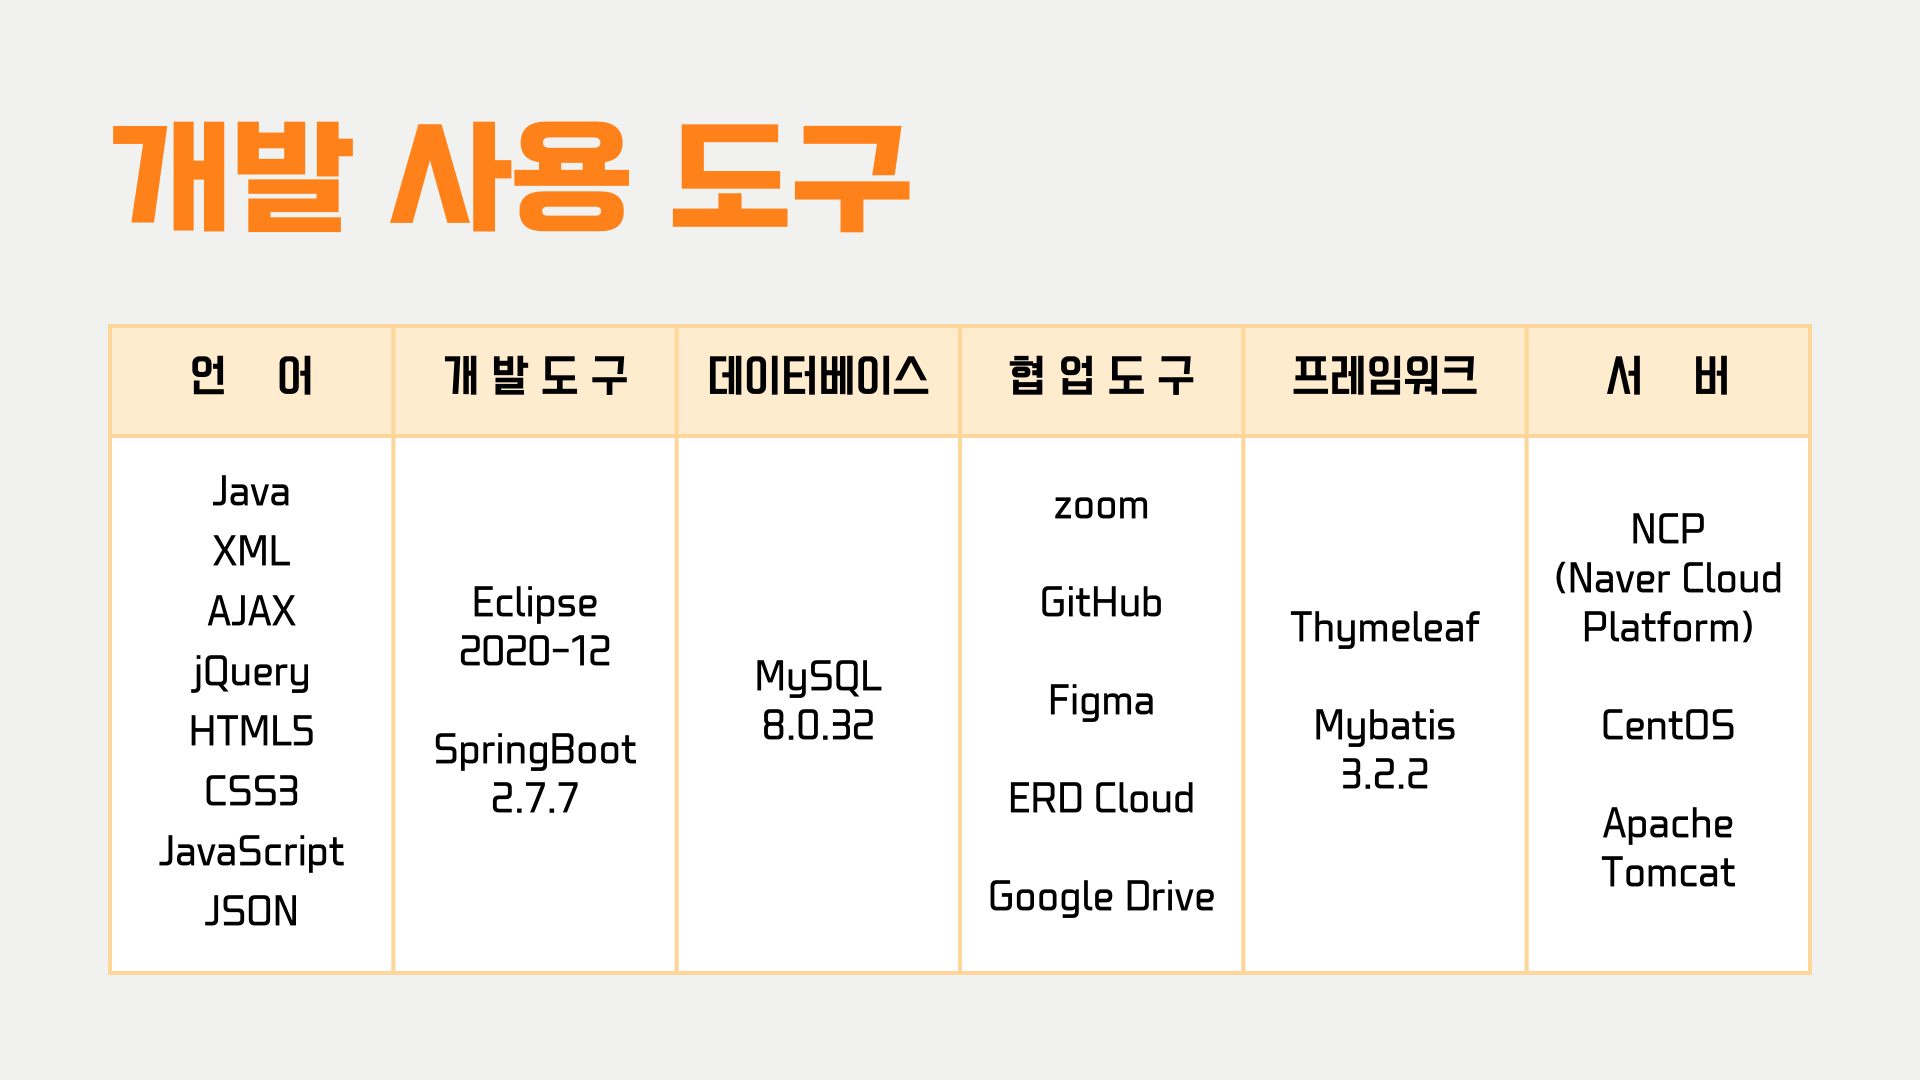 개발 사용 도구
언 어
개 발 도 구
데이터베이스
협 업 도 구
프레임워크
서 버
Java
XML
AJAX
jQuery
HTML5
CSS3
JavaScript
JSON
Eclipse
2020-12
SpringBoot
2.7.7
MySQL
8.0.32
zoom
GitHub
Figma
ERD Cloud
Google Drive
Thymeleaf
Mybatis
3.2.2
NCP
(Naver Cloud
Platform)
CentOS
Apache
Tomcat